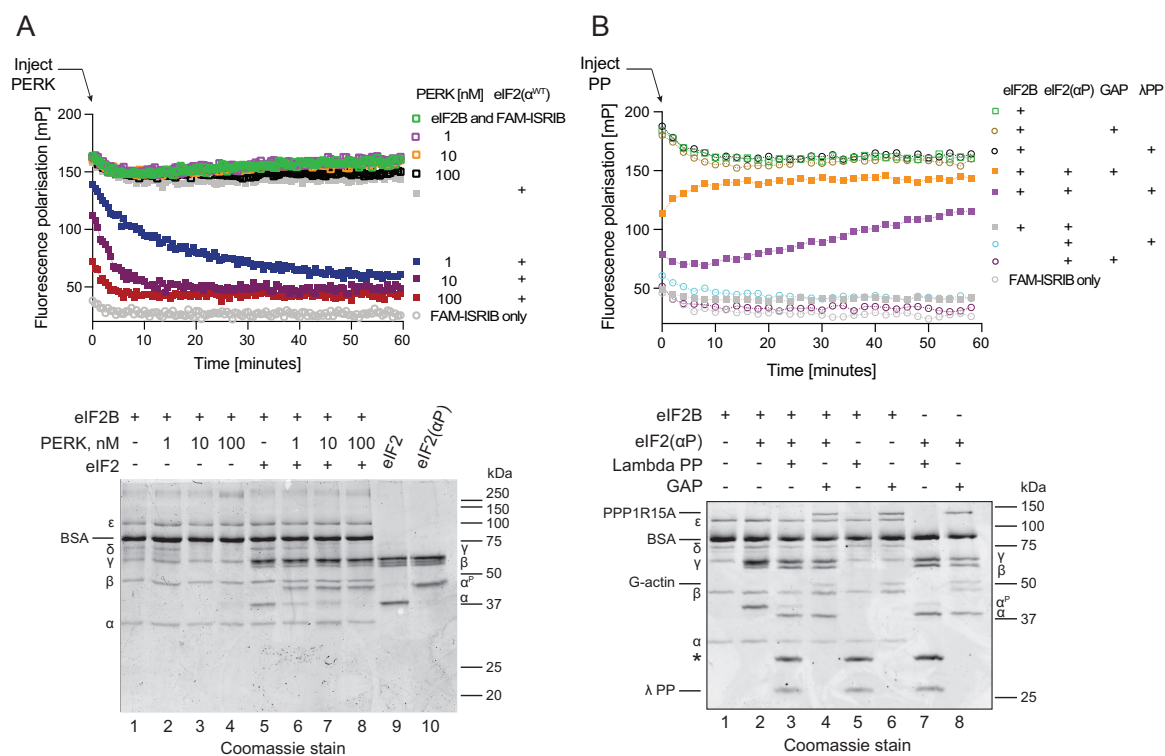 A
Inject
PERK
PERK [nM] eIF2(α^WT)
eIF2B and FAM-ISRIB
1
10
100
+
1 +
10 +
100 +
FAM-ISRIB only
Fluorescence polarisation [mP]
200
150
100
50
0 10 20 30 40 50 60
Time [minutes]
B
Inject
PP
eIF2B eIF2(αP) GAP λPP
+
+ +
+ +
+ + +
+ + +
+ +
+ +
+ +
FAM-ISRIB only
Fluorescence polarisation [mP]
200
150
100
50
0 10 20 30 40 50 60
Time [minutes]
eIF2B + + + + + + + +
PERK, nM - 1 10 100 - 1 10 100
eIF2 - - - - + + + +
eIF2 eIF2(αP)
kDa
250
150
100
75
50
37
25
20
ε
BSA
δ
γ
β
α
γ
β
α^P
α
1 2 3 4 5 6 7 8 9 10
Coomassie stain
eIF2B + + + + + + - -
eIF2(αP) - + + + - - + +
Lambda PP - - + - + - + -
GAP - - - + - + - +
kDa
150
100
75
50
37
25
PPP1R15A
ε
BSA
δ
γ
G-actin
β
α
*
λ PP
γ
β
α^P
α
1 2 3 4 5 6 7 8
Coomassie stain